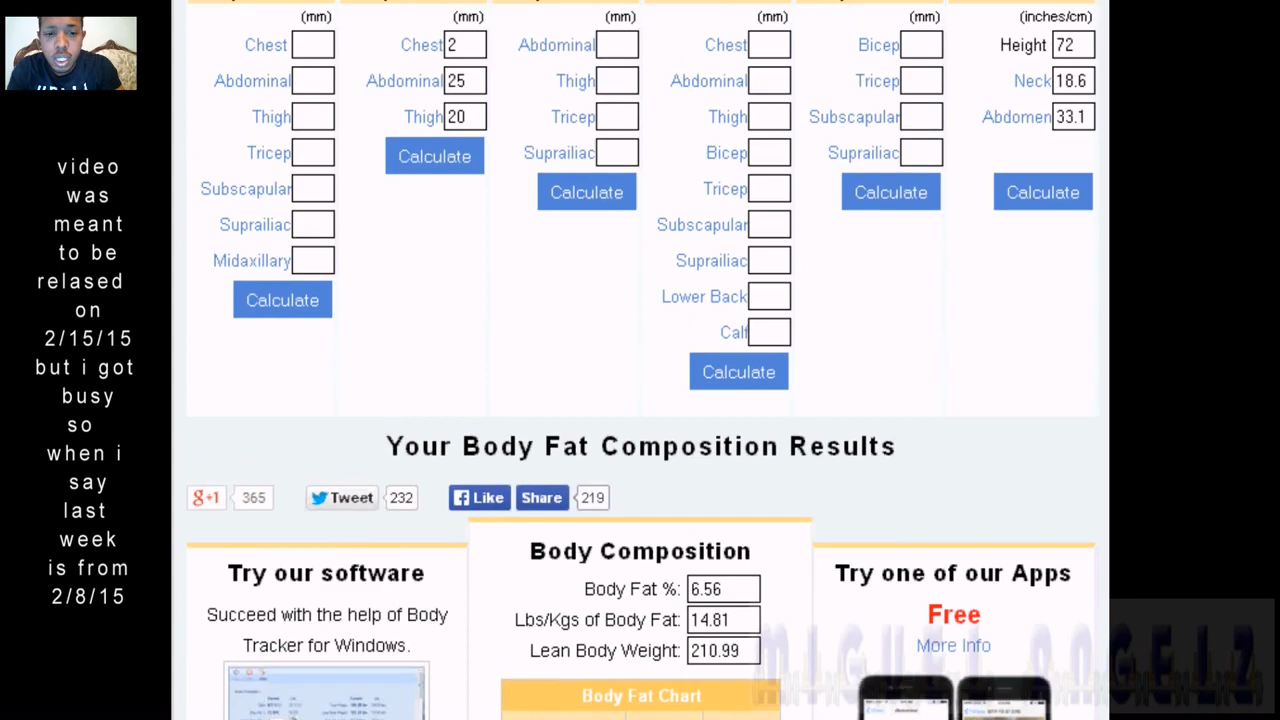 video
was
meant
to be
relased
on
2/15/15
but i got
busy
so
when i
say
last
week
is from
2/8/15
(mm) (mm) (mm) (mm) (mm) (inches/cm)
Chest Chest 2 Abdominal Chest Bicep Height 72
Abdominal Abdominal 25 Thigh Abdominal Tricep Neck 18.6
Thigh Thigh 20 Tricep Thigh Subscapular Abdomen 33.1
Tricep Calculate Suprailiac Bicep Suprailiac
Subscapular Calculate Tricep Calculate Calculate
Suprailiac Subscapular
Midaxillary Suprailiac
Calculate Lower Back
Calf
Calculate
Your Body Fat Composition Results
g+1 365 Tweet 232 Like Share 219
Try our software
Succeed with the help of Body
Tracker for Windows.
Body Composition
Body Fat %: 6.56
Lbs/Kgs of Body Fat: 14.81
Lean Body Weight: 210.99
Body Fat Chart
Try one of our Apps
Free
More Info